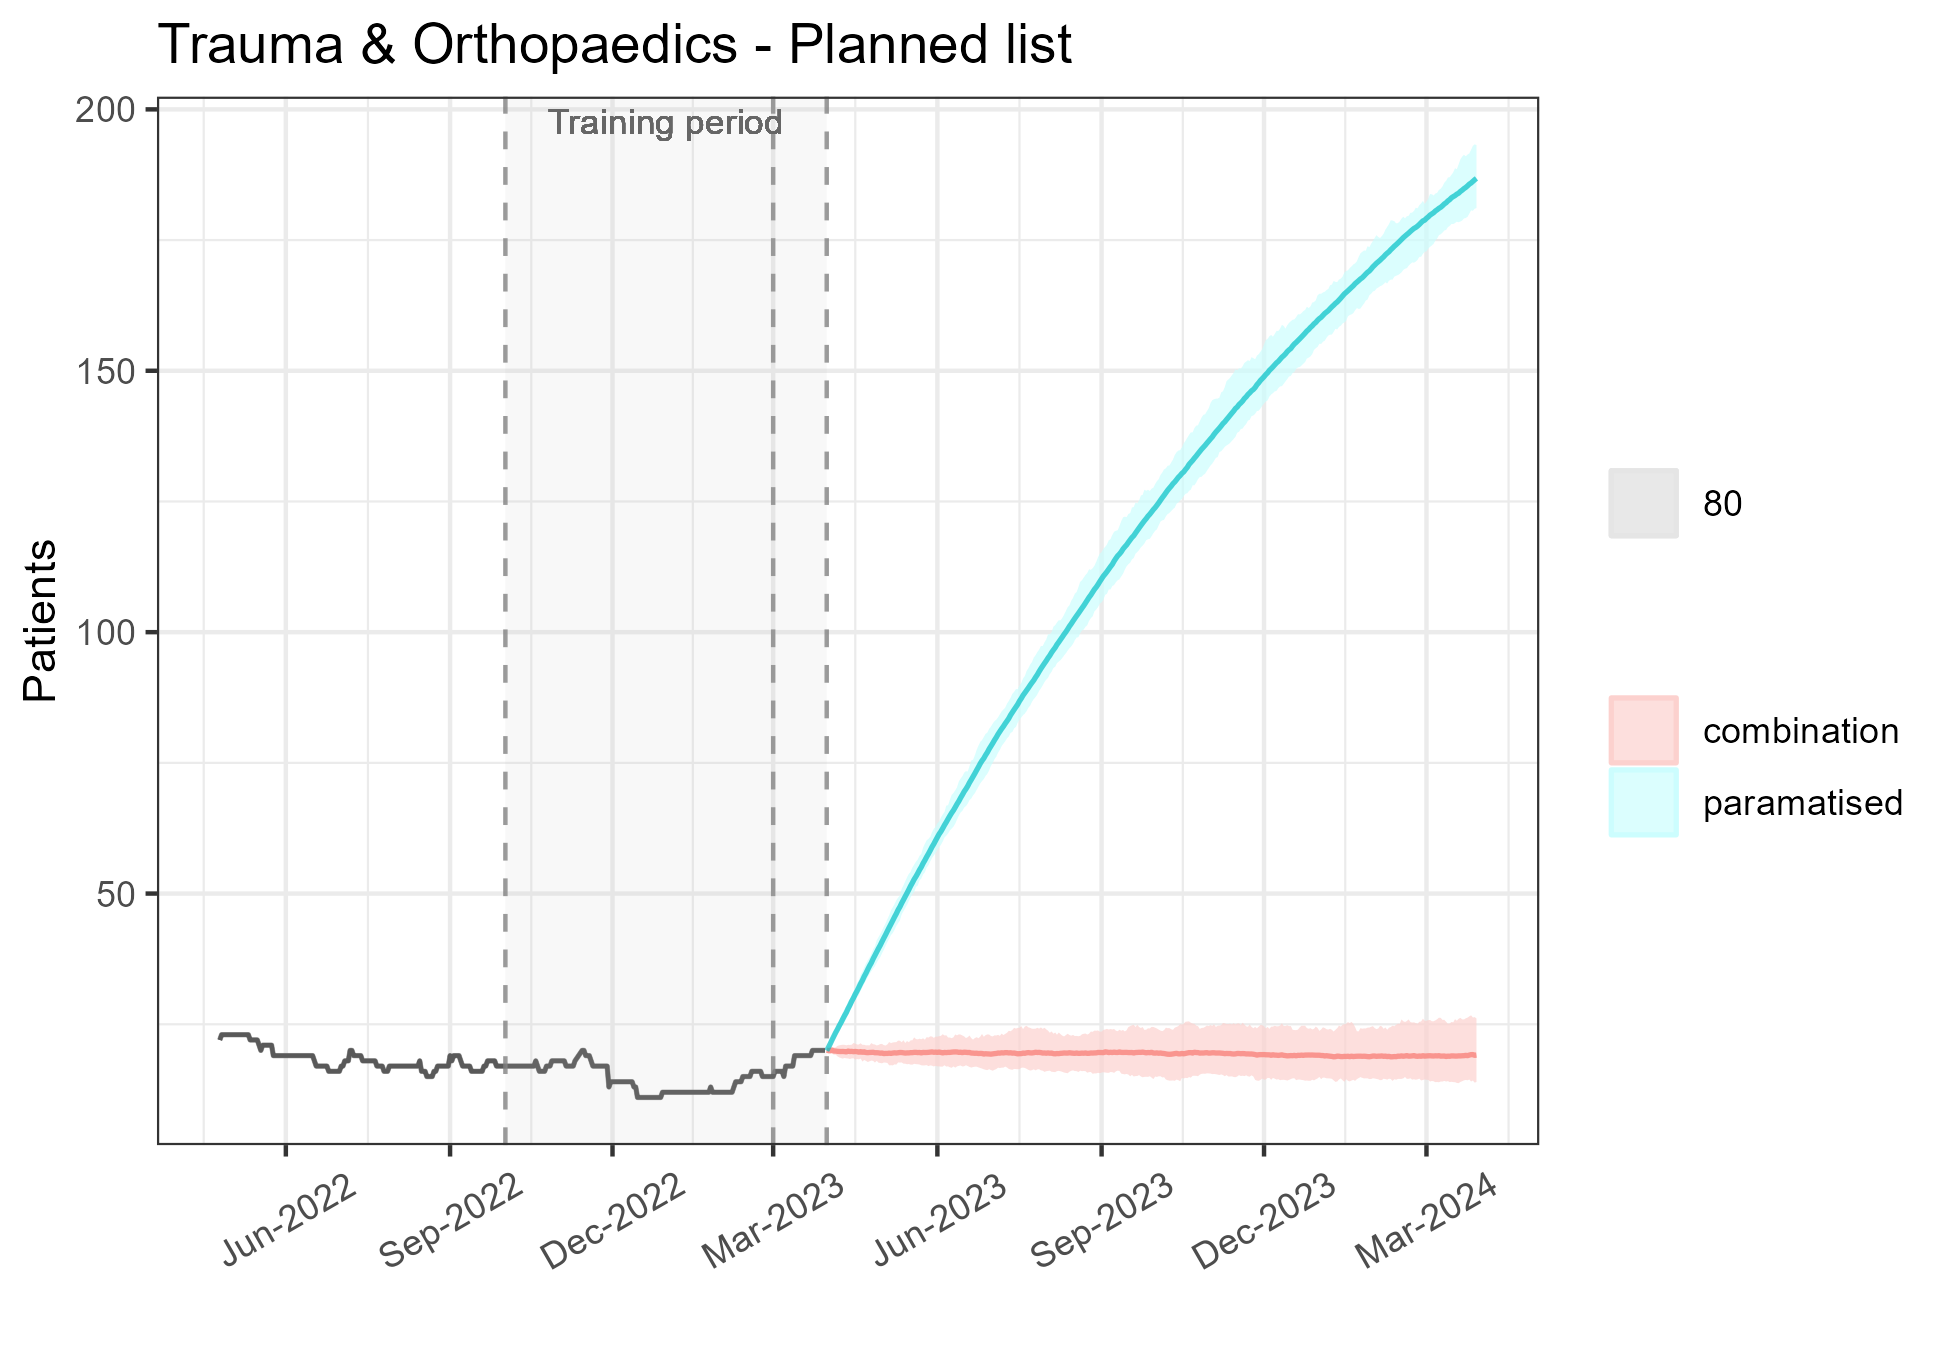 Trauma & Orthopaedics - Planned list
Training period
Patients
200
150
100
50
Jun-2022
Sep-2022
Dec-2022
Mar-2023
Jun-2023
Sep-2023
Dec-2023
Mar-2024
80
combination
paramatised